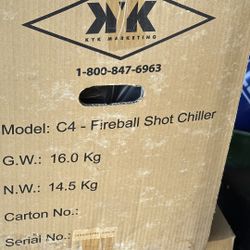 KYK
KYK MARKETING
1-800-847-6963
Model: C4 - Fireball Shot Chiller
G.W.: 16.0 Kg
N.W.: 14.5 Kg
Carton No.:
Serial No.: